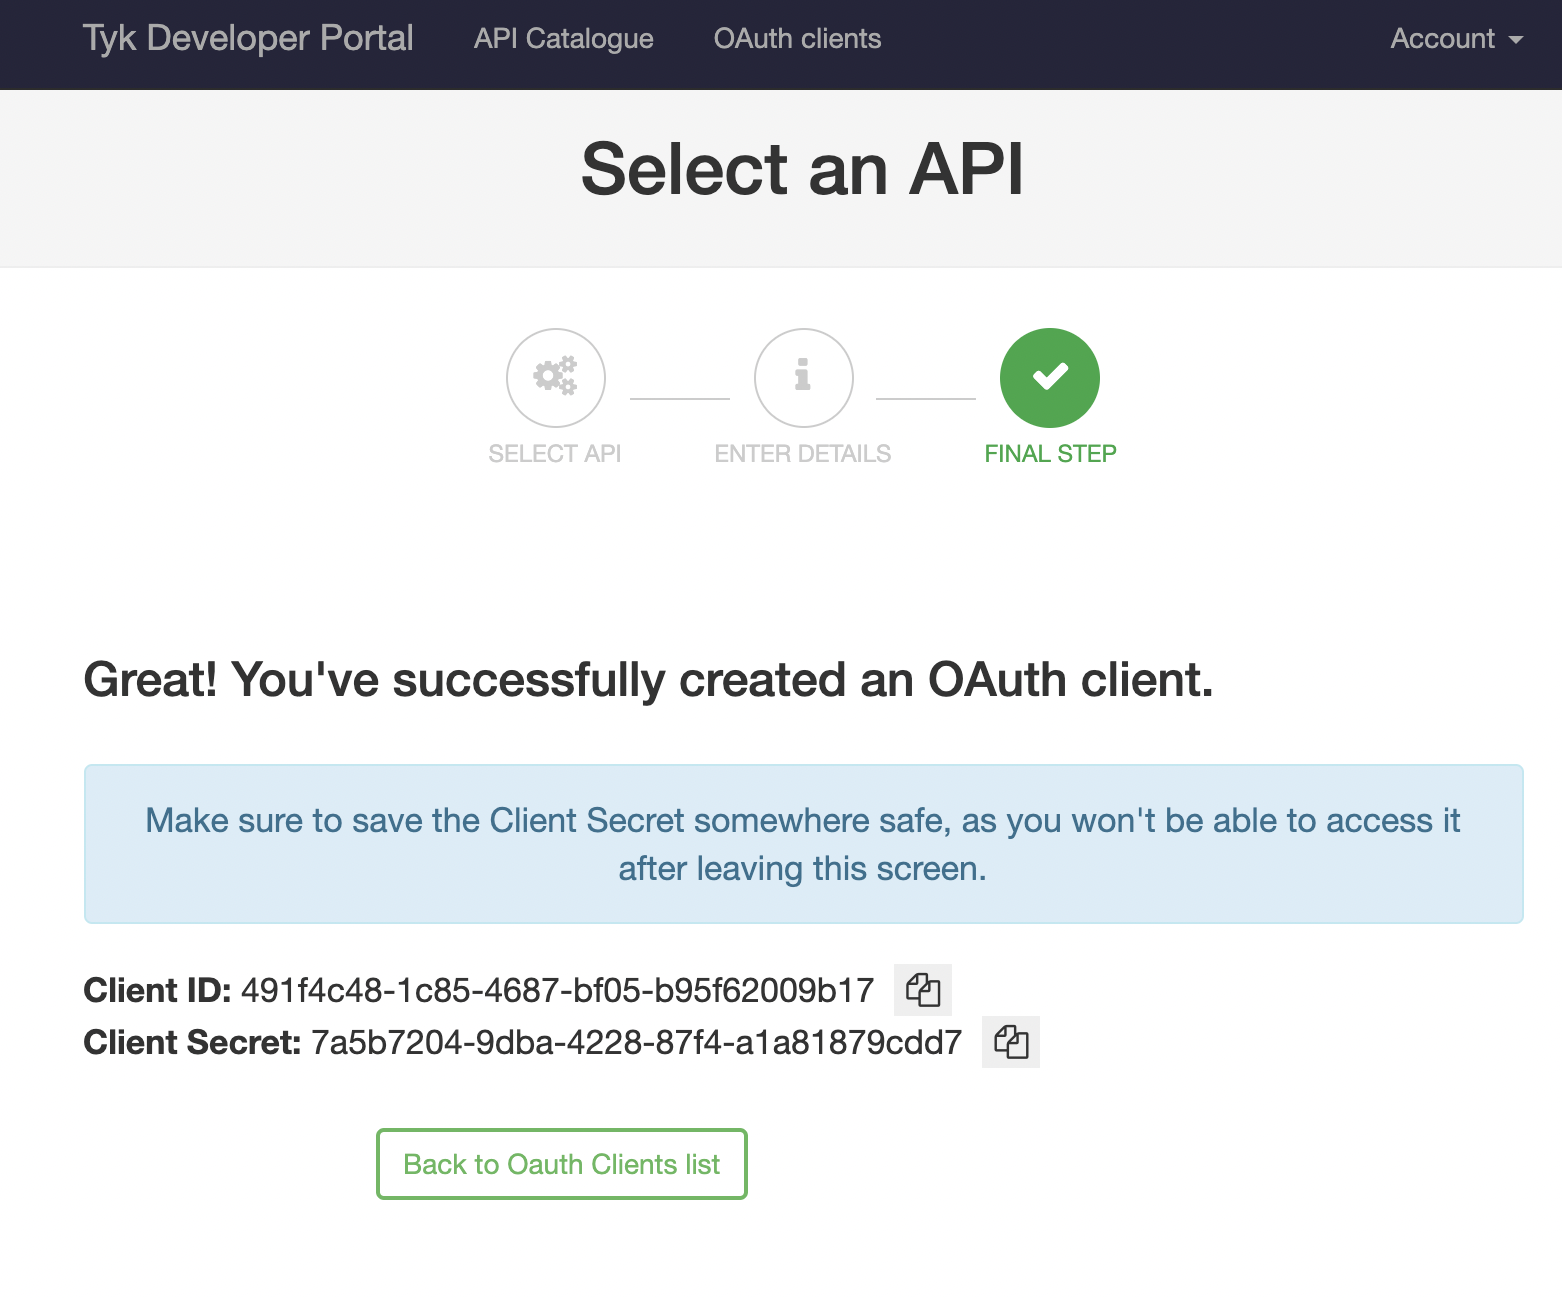 Tyk Developer Portal API Catalogue OAuth clients Account
Select an API
SELECT API ENTER DETAILS FINAL STEP
Great! You've successfully created an OAuth client.
Make sure to save the Client Secret somewhere safe, as you won't be able to access it
after leaving this screen.
Client ID: 491f4c48-1c85-4687-bf05-b95f62009b17
Client Secret: 7a5b7204-9dba-4228-87f4-a1a81879cdd7
Back to Oauth Clients list